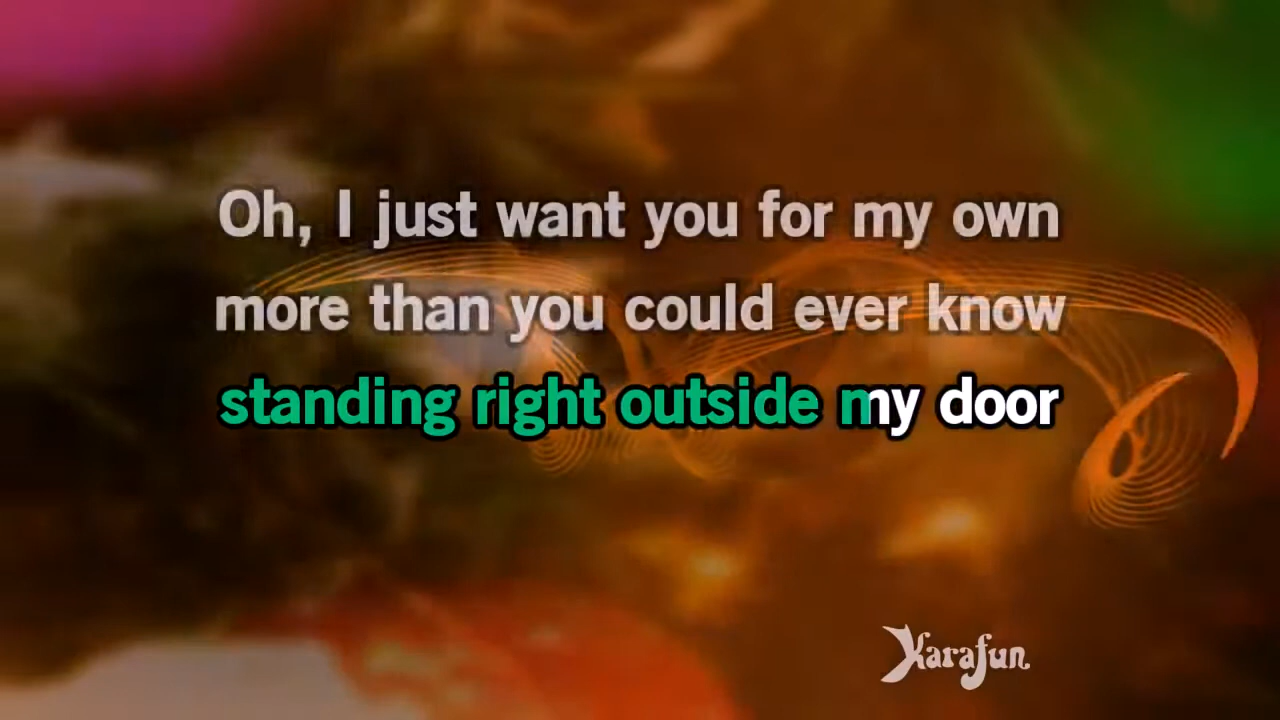 Oh, I just want you for my own
more than you could ever know
standing right outside my door
Karafun